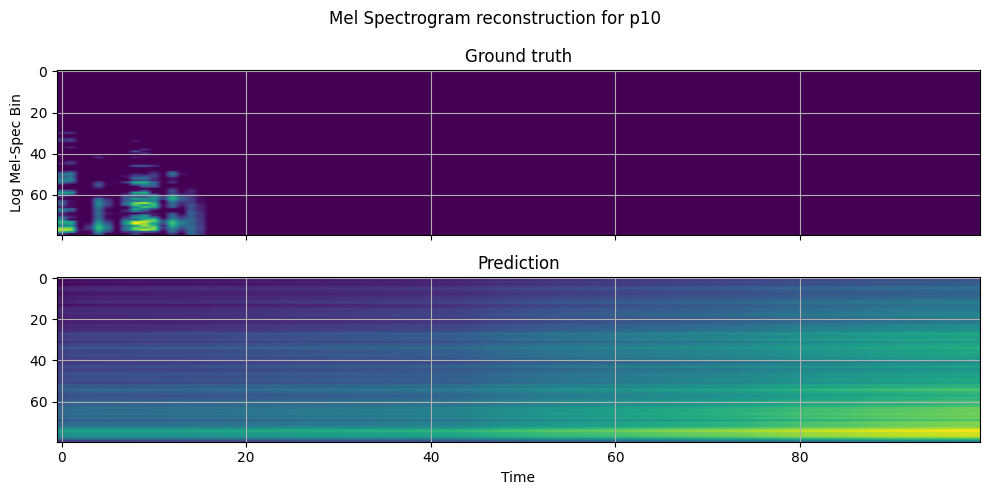 Mel Spectrogram reconstruction for p10
Ground truth
Log Mel-Spec Bin
0
20
40
60
Prediction
0
20
40
60
0 20 40 60 80
Time